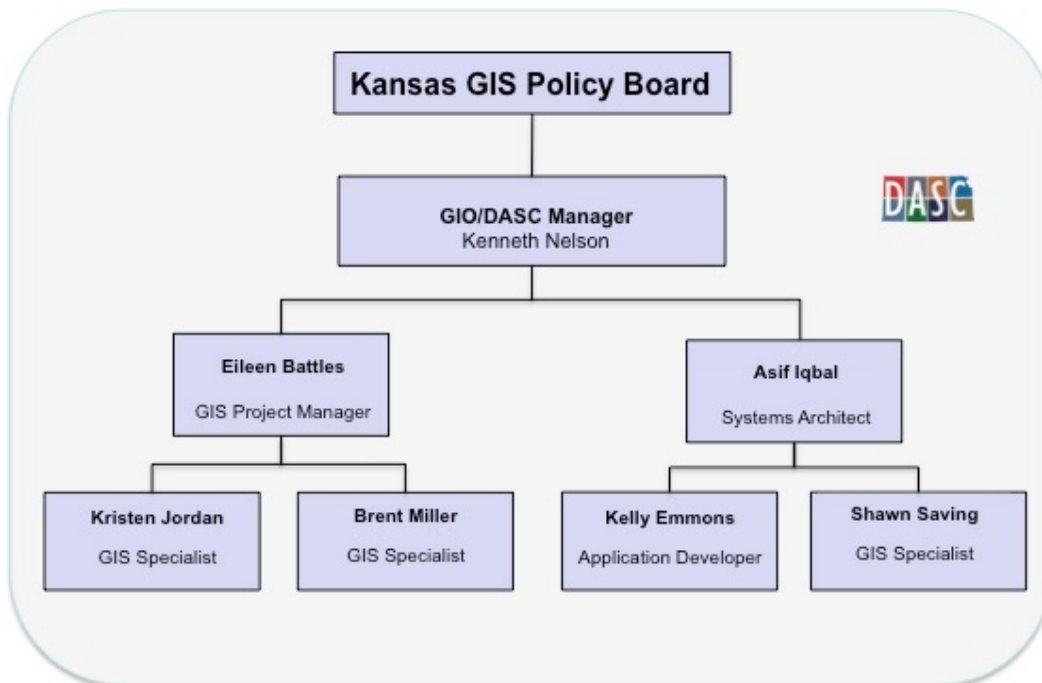 Kansas GIS Policy Board
GIO/DASC Manager
Kenneth Nelson
DASC
Eileen Battles
GIS Project Manager
Asif Iqbal
Systems Architect
Kristen Jordan
GIS Specialist
Brent Miller
GIS Specialist
Kelly Emmons
Application Developer
Shawn Saving
GIS Specialist